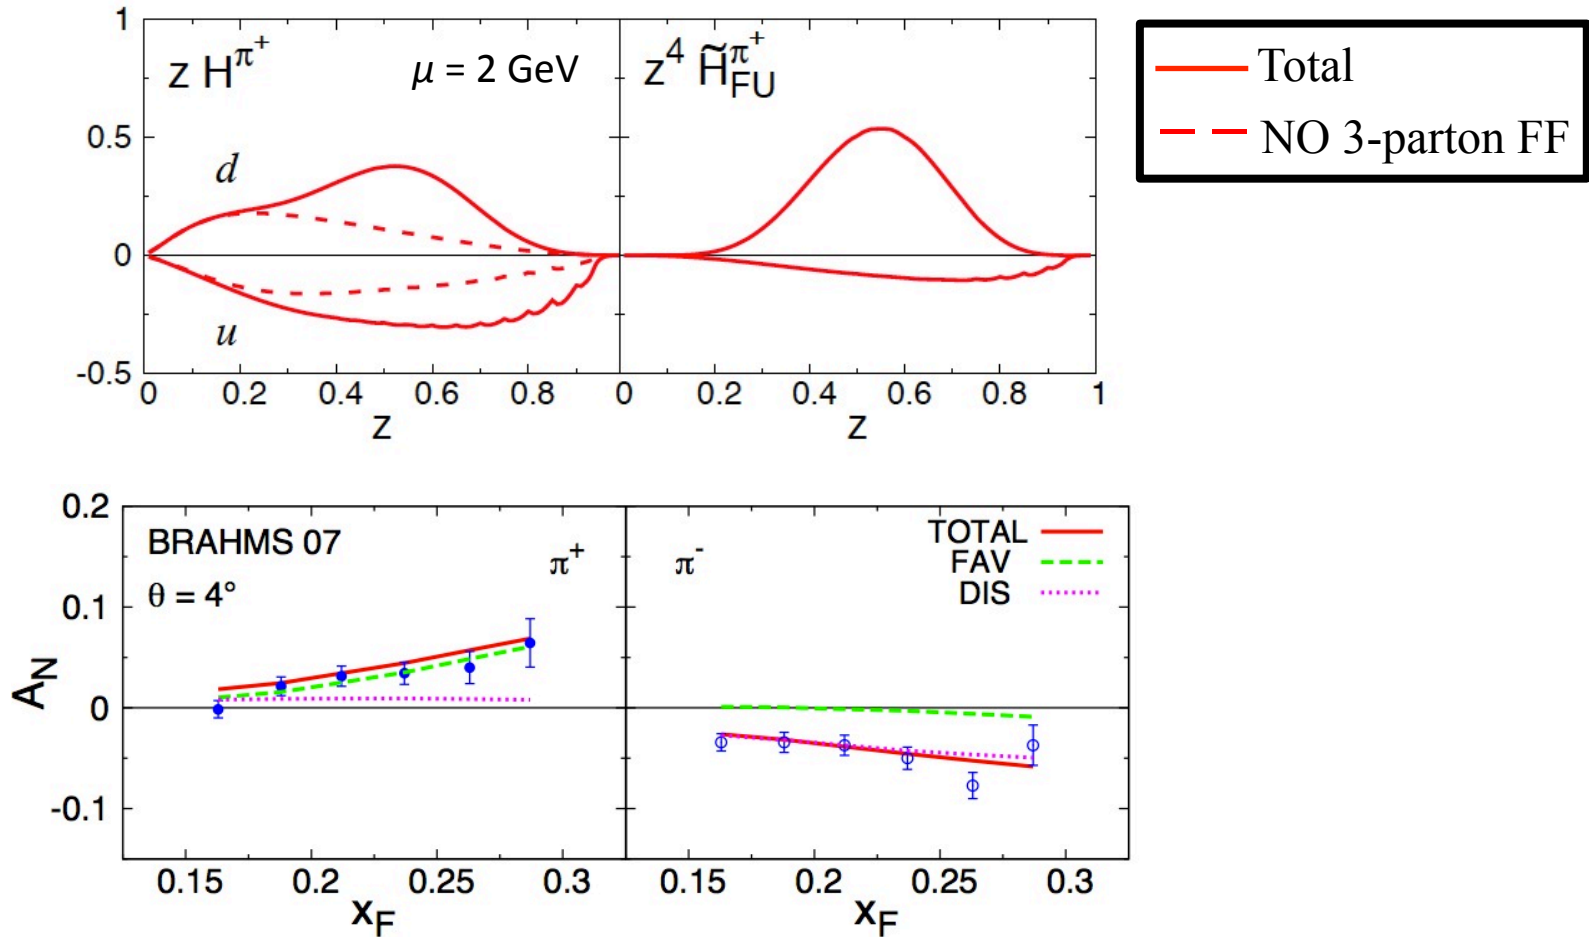 z H^π+
μ = 2 GeV
z⁴ H̃_FU^π+
Total
NO 3-parton FF
1
0.5
0
-0.5
d
u
0 0.2 0.4 0.6 0.8 0 0.2 0.4 0.6 0.8 1
z z
0.2
0.1
0
-0.1
A_N
BRAHMS 07
θ = 4°
π⁺
π⁻
TOTAL
FAV
DIS
0.15 0.2 0.25 0.3 0.15 0.2 0.25 0.3
x_F x_F